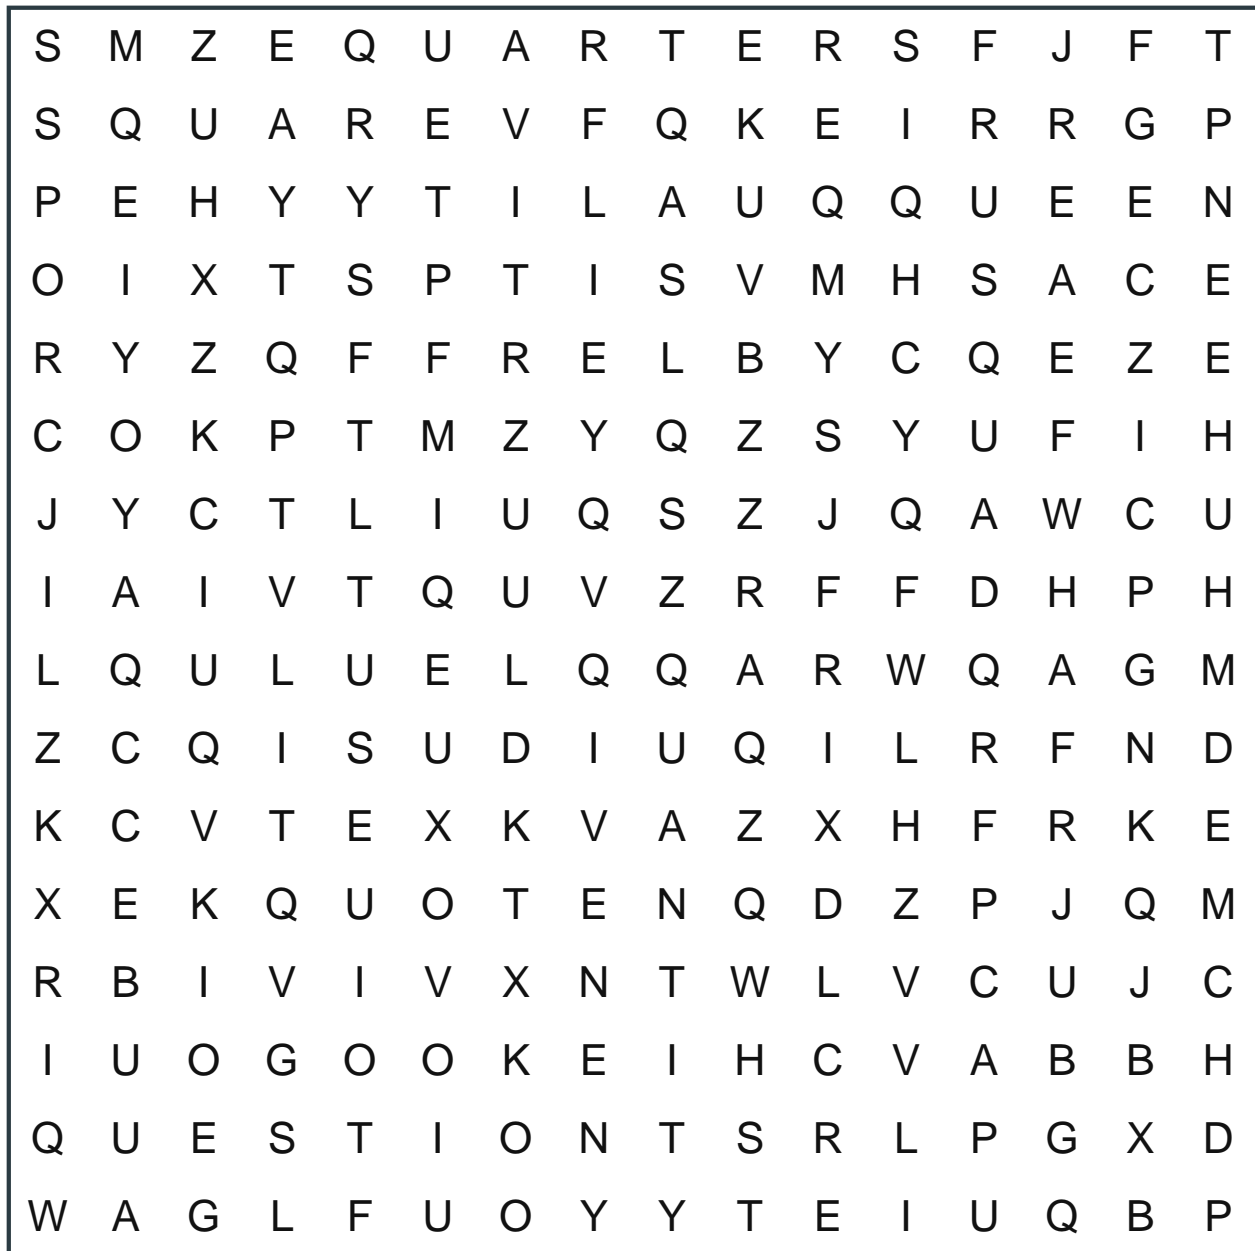 S M Z E Q U A R T E R S F J F T
S Q U A R E V F Q K E I R R G P
P E H Y Y T I L A U Q Q U E E N
O I X T S P T I S V M H S A C E
R Y Z Q F F R E L B Y C Q E Z E
C O K P T M Z Y Q Z S Y U F I H
J Y C T L I U Q S Z J Q A W C U
I A I V T Q U V Z R F F D H P H
L Q U L U E L Q Q A R W Q A G M
Z C Q I S U D I U Q I L R F N D
K C V T E X K V A Z X H F R K E
X E K Q U O T E N Q D Z P J Q M
R B I V I V X N T W L V C U J C
I U O G O O K E I H C V A B B H
Q U E S T I O N T S R L P G X D
W A G L F U O Y Y T E I U Q B P